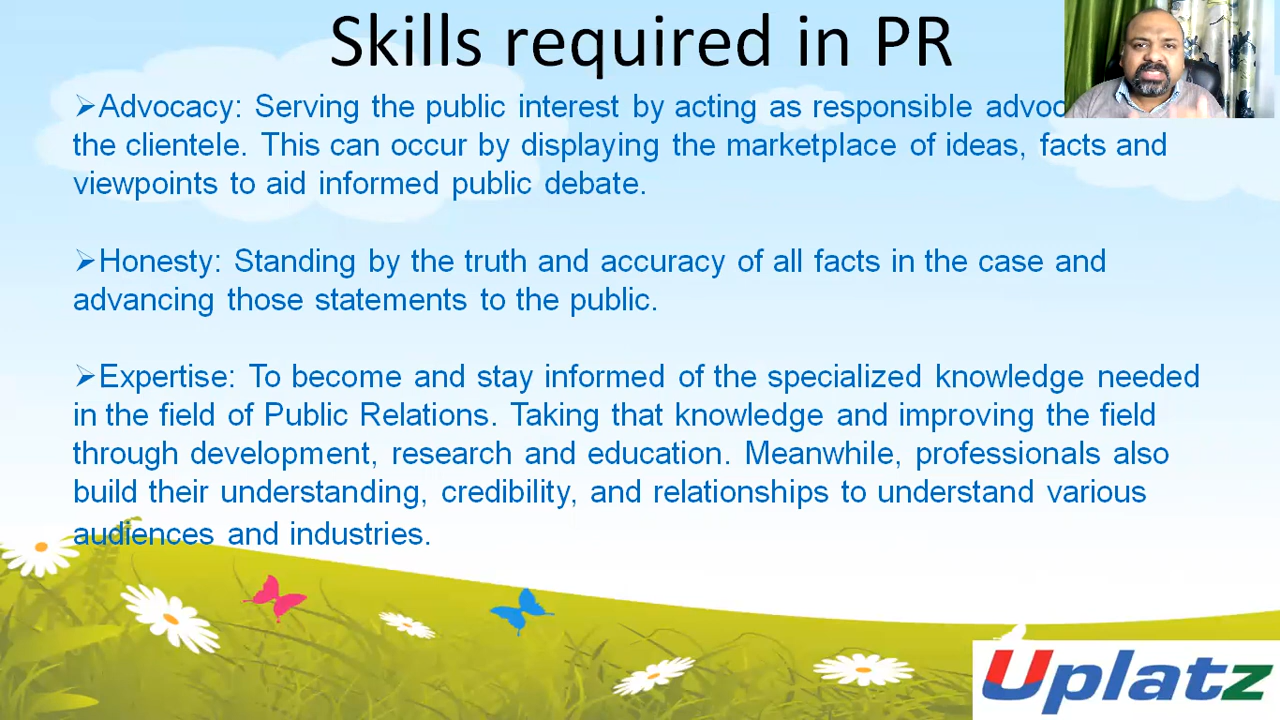 Skills required in PR
➢Advocacy: Serving the public interest by acting as responsible
the clientele. This can occur by displaying the marketplace of ideas, facts and
viewpoints to aid informed public debate.
➢Honesty: Standing by the truth and accuracy of all facts in the case and
advancing those statements to the public.
➢Expertise: To become and stay informed of the specialized knowledge needed
in the field of Public Relations. Taking that knowledge and improving the field
through development, research and education. Meanwhile, professionals also
build their understanding, credibility, and relationships to understand various
audiences and industries.
Uplatz